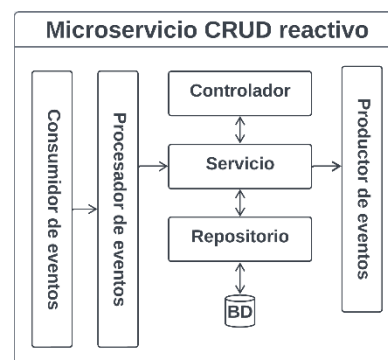 Microservicio CRUD reactivo
Consumidor de eventos
Procesador de eventos
Controlador
Servicio
Repositorio
BD
Productor de eventos